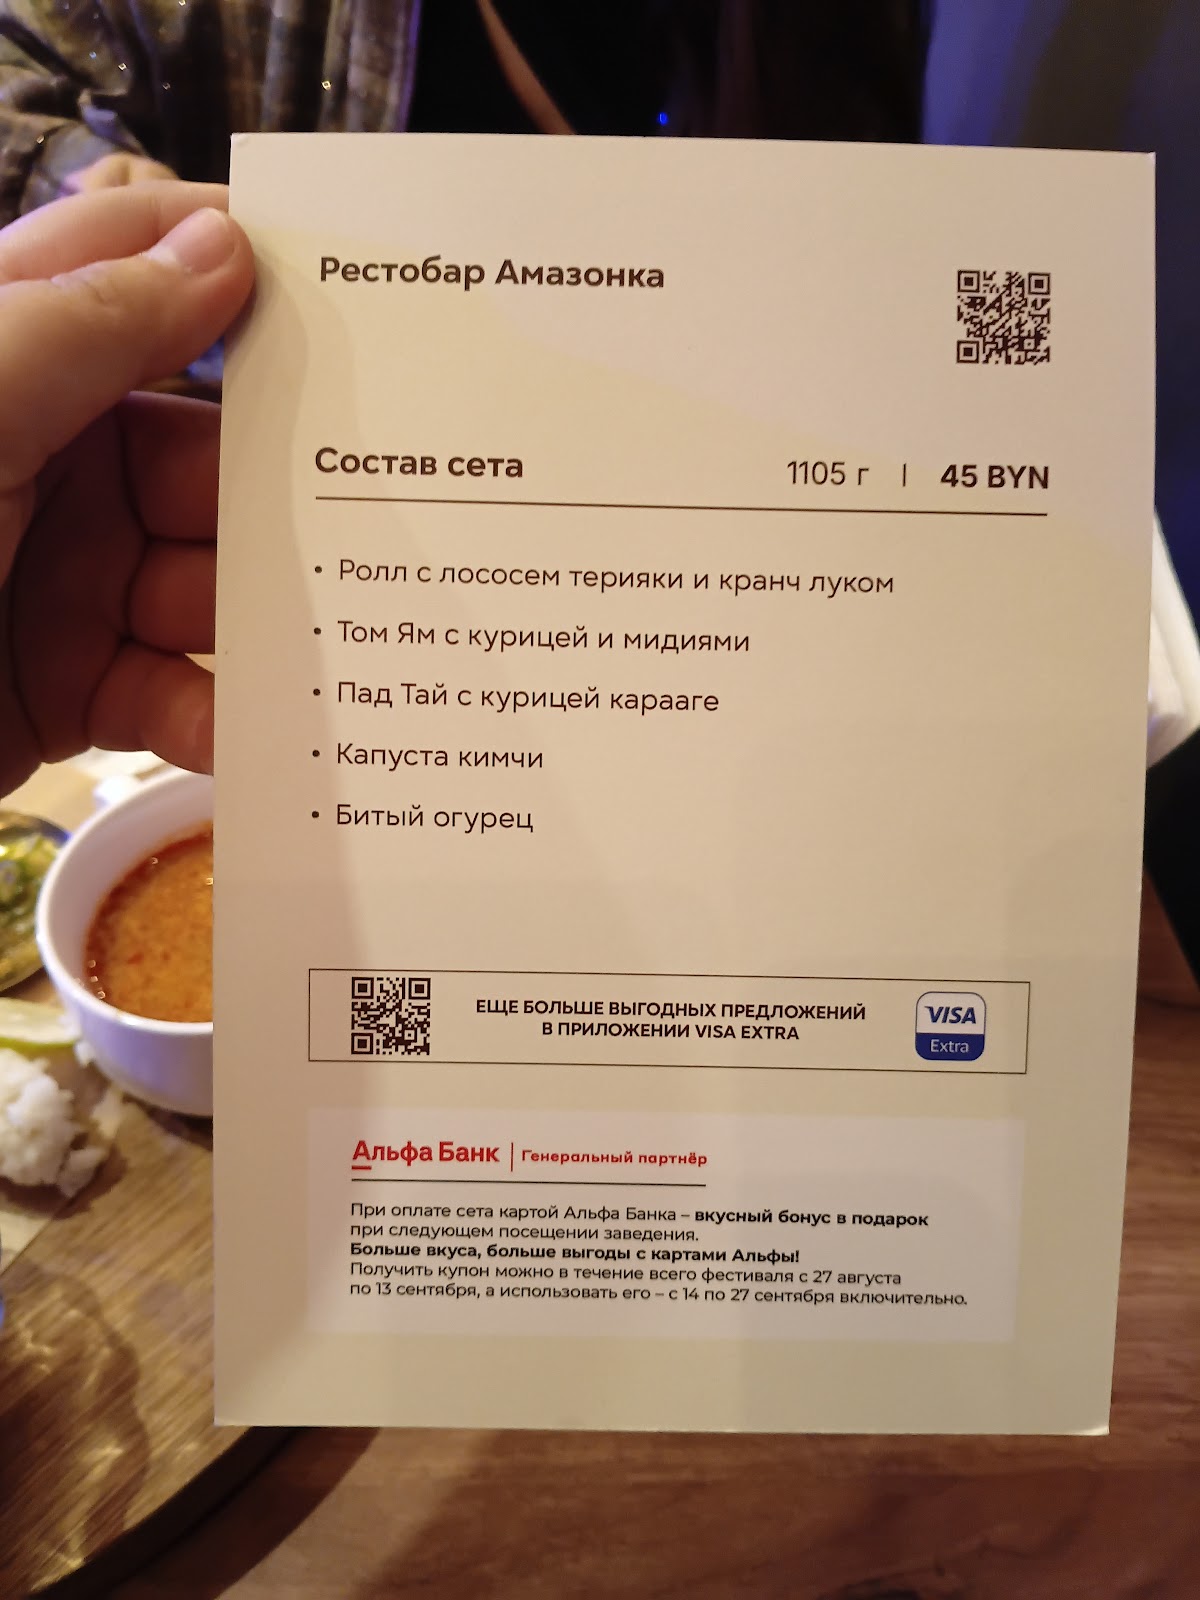 Рестобар Амазонка
Состав сета 1105 г | 45 BYN
• Ролл с лососем терияки и кранч луком
• Том Ям с курицей и мидиями
• Пад Тай с курицей караагe
• Капуста кимчи
• Битый огурец
ЕЩЕ БОЛЬШЕ ВЫГОДНЫХ ПРЕДЛОЖЕНИЙ
В ПРИЛОЖЕНИИ VISA EXTRA
VISA
Extra
Альфа Банк | Генеральный партнёр
При оплате сета картой Альфа Банка – вкусный бонус в подарок
при следующем посещении заведения.
Больше вкуса, больше выгоды с картами Альфы!
Получить купон можно в течение всего фестиваля с 27 августа
по 13 сентября, а использовать его – с 14 по 27 сентября включительно.